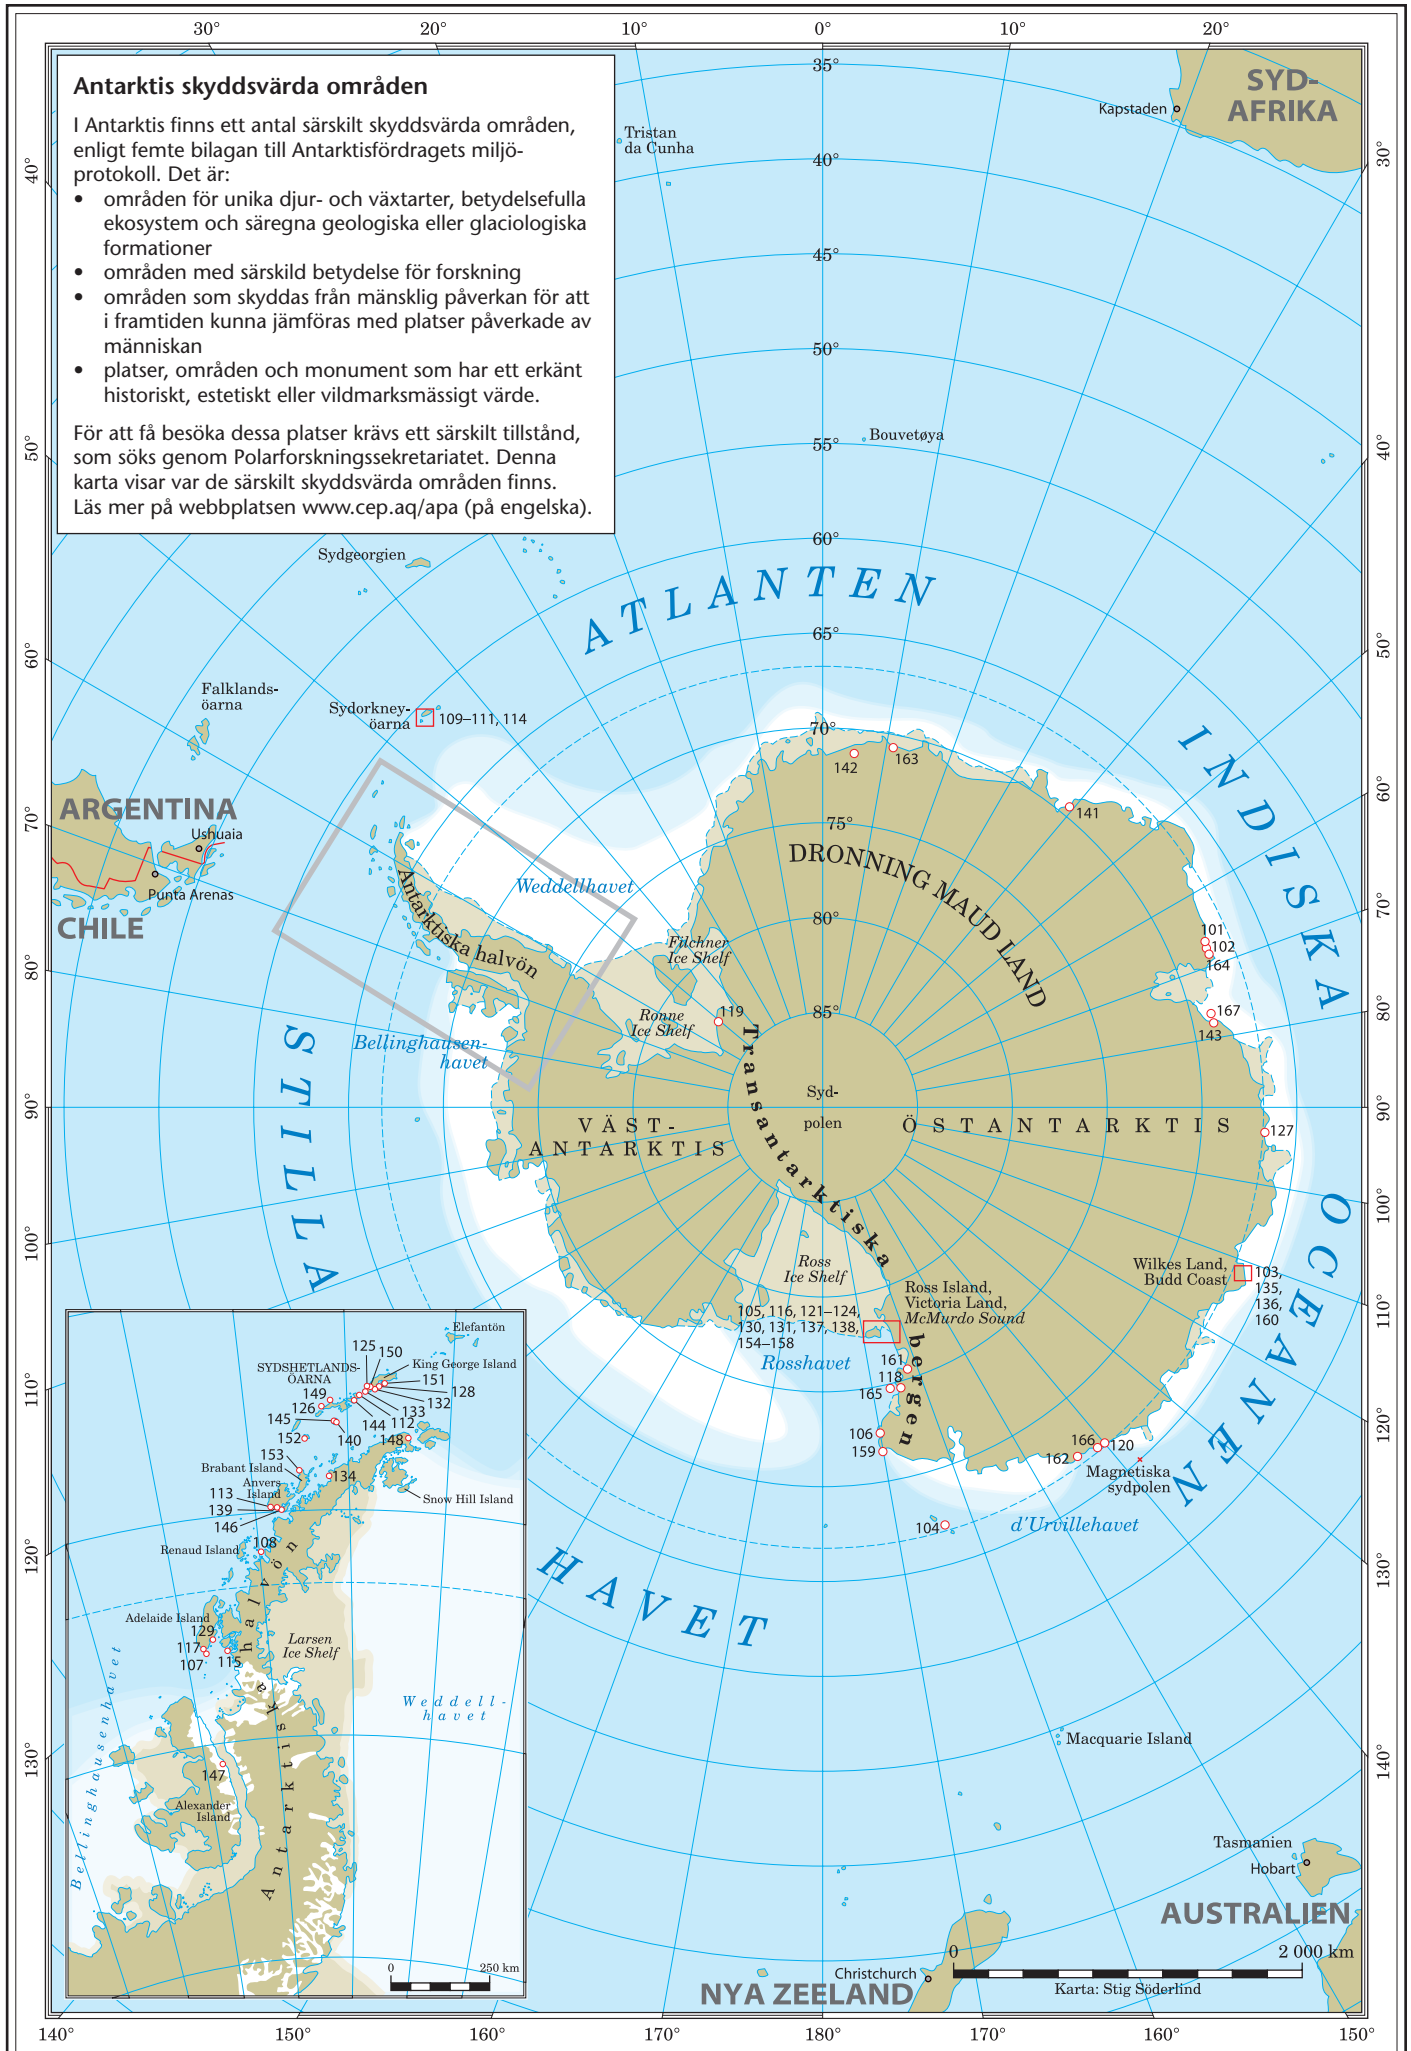 30°
20°
10°
0°
10°
20°
Antarktis skyddsvärda områden
I Antarktis finns ett antal särskilt skyddsvärda områden,
enligt femte bilagan till Antarktisfördragets miljö-
protokoll. Det är:
• områden för unika djur- och växtarter, betydelsefulla
ekosystem och säregna geologiska eller glaciologiska
formationer
• områden med särskild betydelse för forskning
• områden som skyddas från mänsklig påverkan för att
i framtiden kunna jämföras med platser påverkade av
människan
• platser, områden och monument som har ett erkänt
historiskt, estetiskt eller vildmarksmässigt värde.
För att få besöka dessa platser krävs ett särskilt tillstånd,
som söks genom Polarforskningssekretariatet. Denna
karta visar var de särskilt skyddsvärda områden finns.
Läs mer på webbplatsen www.cep.aq/apa (på engelska).
35°
40°
45°
50°
55°
60°
65°
70°
75°
80°
85°
SYD-
AFRIKA
Kapstaden
Tristan
da Cunha
Bouvetøya
Sydgeorgien
ATLANTEN
Falklands-
öarna
Sydorkney-
öarna
109–111, 114
ARGENTINA
Ushuaia
Punta Arenas
CHILE
Weddellhavet
Antarktiska halvön
Filchner
Ice Shelf
Ronne
Ice Shelf
119
Bellinghausen-
havet
142
163
141
DRONNING MAUD LAND
101
102
164
167
143
127
INDISKA
OCEANEN
STILLA
HAVET
Syd-
polen
VÄST-
ANTARKTIS
ÖSTANTARKTIS
Transantarktiska
bergen
Ross
Ice Shelf
Ross Island,
Victoria Land,
McMurdo Sound
105, 116, 121–124,
130, 131, 137, 138,
154–158
Rosshavet
161
118
165
106
159
Wilkes Land,
Budd Coast
103,
135,
136,
160
166
120
162
Magnetiska
sydpolen
104
d'Urvillehavet
Macquarie Island
Tasmanien
Hobart
AUSTRALIEN
0
2 000 km
Karta: Stig Söderlind
Christchurch
NYA ZEELAND
Elefantön
125
150
King George Island
SYDSHETLANDS-
ÖARNA
151
149
128
126
132
133
112
144
145
140
148
152
153
Brabant Island
134
Anvers
Island
113
139
146
Snow Hill Island
108
Renaud Island
Adelaide Island
129
117
107
115
Larsen
Ice Shelf
Antarktiska halvön
Weddell-
havet
Bellinghausenhavet
147
Alexander
Island
0
250 km
40°
50°
60°
70°
80°
90°
100°
110°
120°
130°
30°
40°
50°
60°
70°
80°
90°
100°
110°
120°
130°
140°
140°
150°
160°
170°
180°
170°
160°
150°